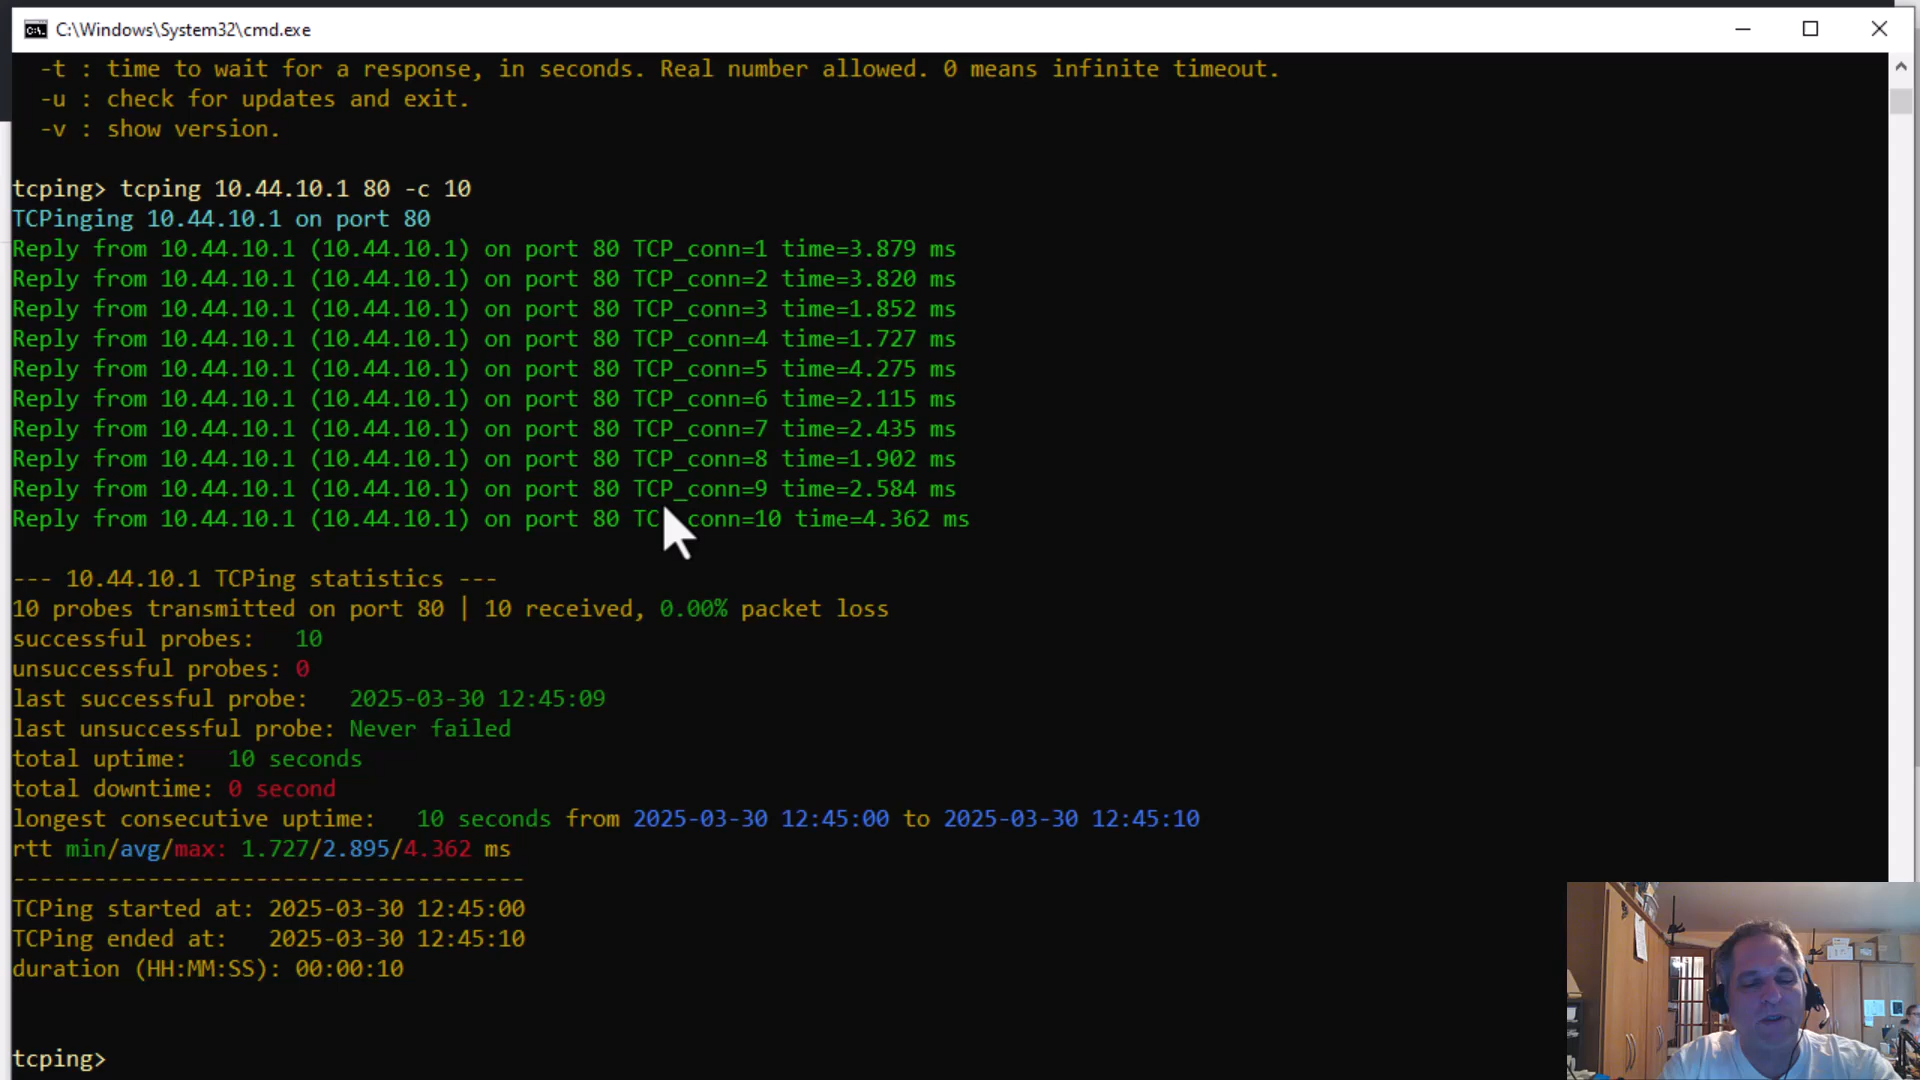 C:\Windows\System32\cmd.exe
-t : time to wait for a response, in seconds. Real number allowed. 0 means infinite timeout.
-u : check for updates and exit.
-v : show version.
tcping> tcping 10.44.10.1 80 -c 10
TCPinging 10.44.10.1 on port 80
Reply from 10.44.10.1 (10.44.10.1) on port 80 TCP_conn=1 time=3.879 ms
Reply from 10.44.10.1 (10.44.10.1) on port 80 TCP_conn=2 time=3.820 ms
Reply from 10.44.10.1 (10.44.10.1) on port 80 TCP_conn=3 time=1.852 ms
Reply from 10.44.10.1 (10.44.10.1) on port 80 TCP_conn=4 time=1.727 ms
Reply from 10.44.10.1 (10.44.10.1) on port 80 TCP_conn=5 time=4.275 ms
Reply from 10.44.10.1 (10.44.10.1) on port 80 TCP_conn=6 time=2.115 ms
Reply from 10.44.10.1 (10.44.10.1) on port 80 TCP_conn=7 time=2.435 ms
Reply from 10.44.10.1 (10.44.10.1) on port 80 TCP_conn=8 time=1.902 ms
Reply from 10.44.10.1 (10.44.10.1) on port 80 TCP_conn=9 time=2.584 ms
Reply from 10.44.10.1 (10.44.10.1) on port 80 TCP_conn=10 time=4.362 ms
--- 10.44.10.1 TCPing statistics ---
10 probes transmitted on port 80 | 10 received, 0.00% packet loss
successful probes:   10
unsuccessful probes: 0
last successful probe:   2025-03-30 12:45:09
last unsuccessful probe: Never failed
total uptime:   10 seconds
total downtime: 0 second
longest consecutive uptime:   10 seconds from 2025-03-30 12:45:00 to 2025-03-30 12:45:10
rtt min/avg/max: 1.727/2.895/4.362 ms
--------------------------------------
TCPing started at: 2025-03-30 12:45:00
TCPing ended at:   2025-03-30 12:45:10
duration (HH:MM:SS): 00:00:10
tcping>